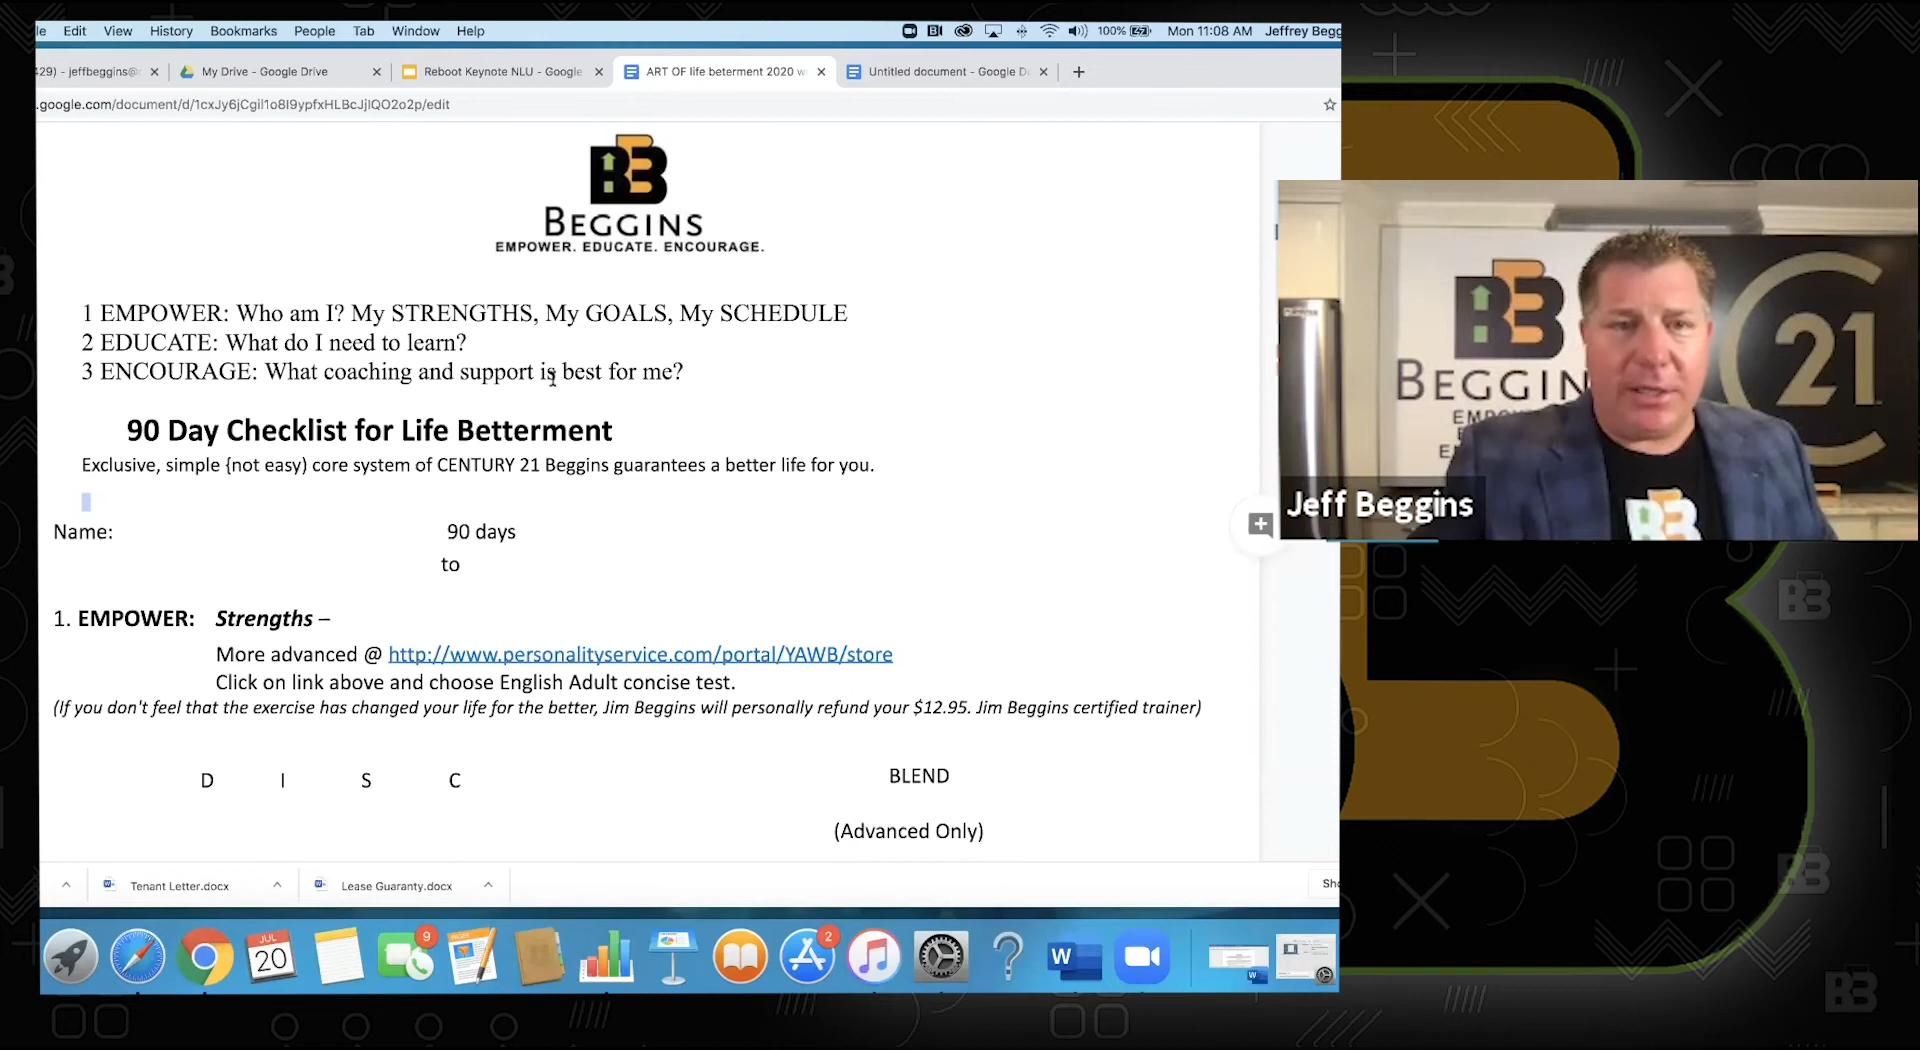 le Edit View History Bookmarks People Tab Window Help 100% Mon 11:08 AM Jeffrey Begg
429) - jeffbeggins@ My Drive - Google Drive Reboot Keynote NLU - Google ART OF life beterment 2020 w Untitled document - Google D
BEGGINS
EMPOWER. EDUCATE. ENCOURAGE.
1 EMPOWER: Who am I? My STRENGTHS, My GOALS, My SCHEDULE
2 EDUCATE: What do I need to learn?
3 ENCOURAGE: What coaching and support is best for me?
90 Day Checklist for Life Betterment
Exclusive, simple {not easy) core system of CENTURY 21 Beggins guarantees a better life for you.
Name: 90 days
to
1. EMPOWER: Strengths –
More advanced @ http://www.personalityservice.com/portal/YAWB/store
Click on link above and choose English Adult concise test.
(If you don't feel that the exercise has changed your life for the better, Jim Beggins will personally refund your $12.95. Jim Beggins certified trainer)
D I S C BLEND
(Advanced Only)
Tenant Letter.docx Lease Guaranty.docx Sho
JUL
20
9
PAGES
2
W
W
BEGGIN
EMPO
E
C21
Jeff Beggins